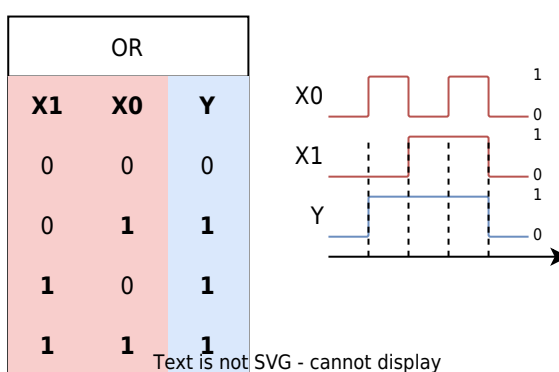 OR
X1 X0 Y
0 0 0
0 1 1
1 0 1
1 1 1
X0 1 0
X1 1 0
Y 1 0
Text is not SVG - cannot display